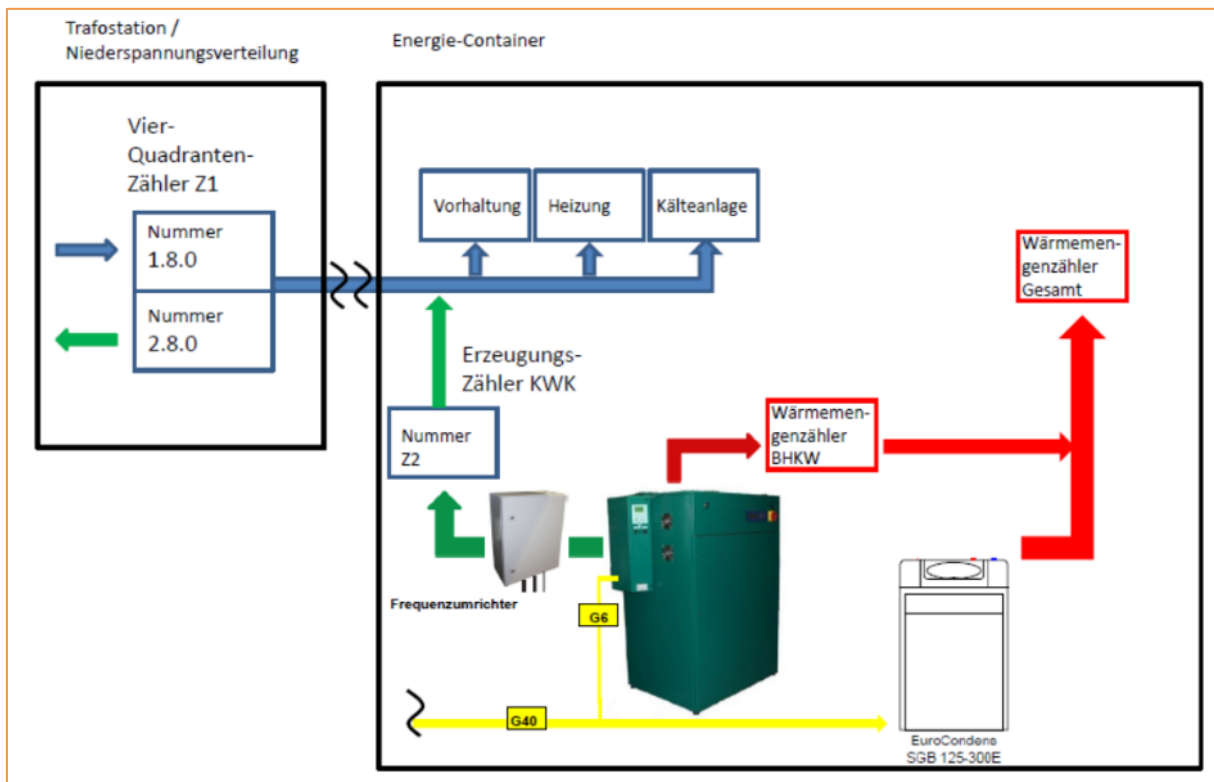 Trafostation /
Niederspannungsverteilung
Energie-Container
Vier-
Quadranten-
Zähler Z1
Nummer
1.8.0
Nummer
2.8.0
Vorhaltung
Heizung
Kälteanlage
Wärmemen-
genzähler
Gesamt
Erzeugungs-
Zähler KWK
Nummer
Z2
Wärmemen-
genzähler
BHKW
Frequenzumrichter
G6
G40
EuroCondens
SGB 125-300E